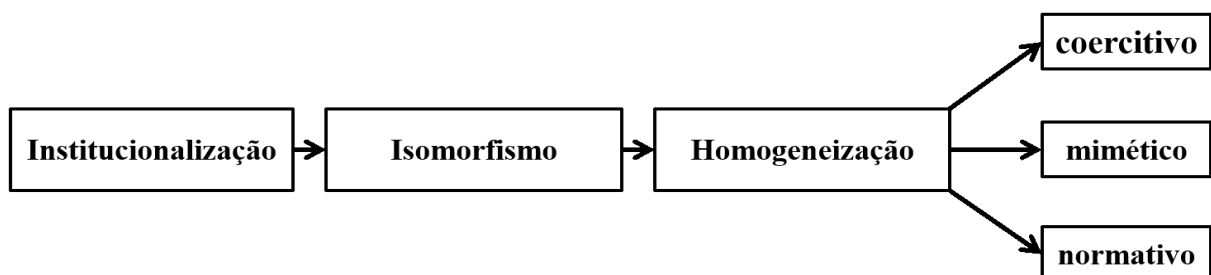 Institucionalização
Isomorfismo
Homogeneização
coercitivo
mimético
normativo